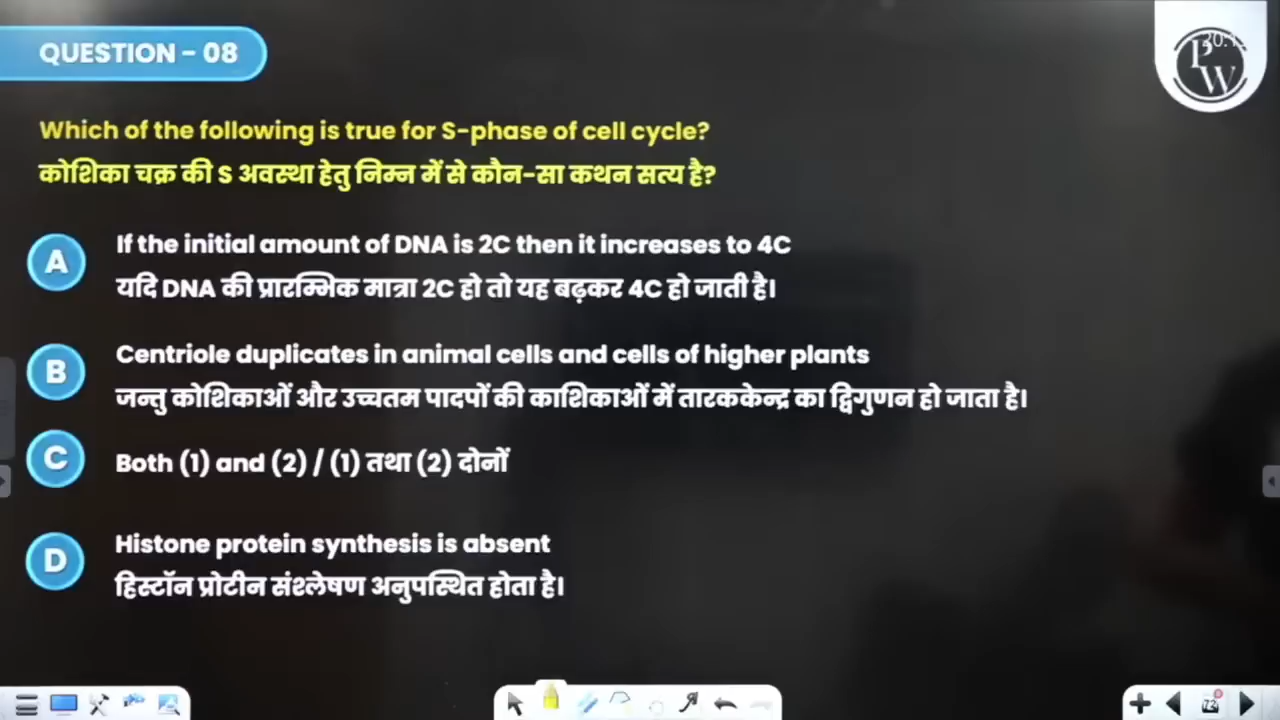 QUESTION - 08
Which of the following is true for S-phase of cell cycle?
कोशिका चक्र की S अवस्था हेतु निम्न में से कौन-सा कथन सत्य है?
A
If the initial amount of DNA is 2C then it increases to 4C
यदि DNA की प्रारम्भिक मात्रा 2C हो तो यह बढ़कर 4C हो जाती है।
B
Centriole duplicates in animal cells and cells of higher plants
जन्तु कोशिकाओं और उच्चतम पादपों की काशिकाओं में तारककेन्द्र का द्विगुणन हो जाता है।
C
Both (1) and (2) / (1) तथा (2) दोनों
D
Histone protein synthesis is absent
हिस्टॉन प्रोटीन संश्लेषण अनुपस्थित होता है।
PW
72